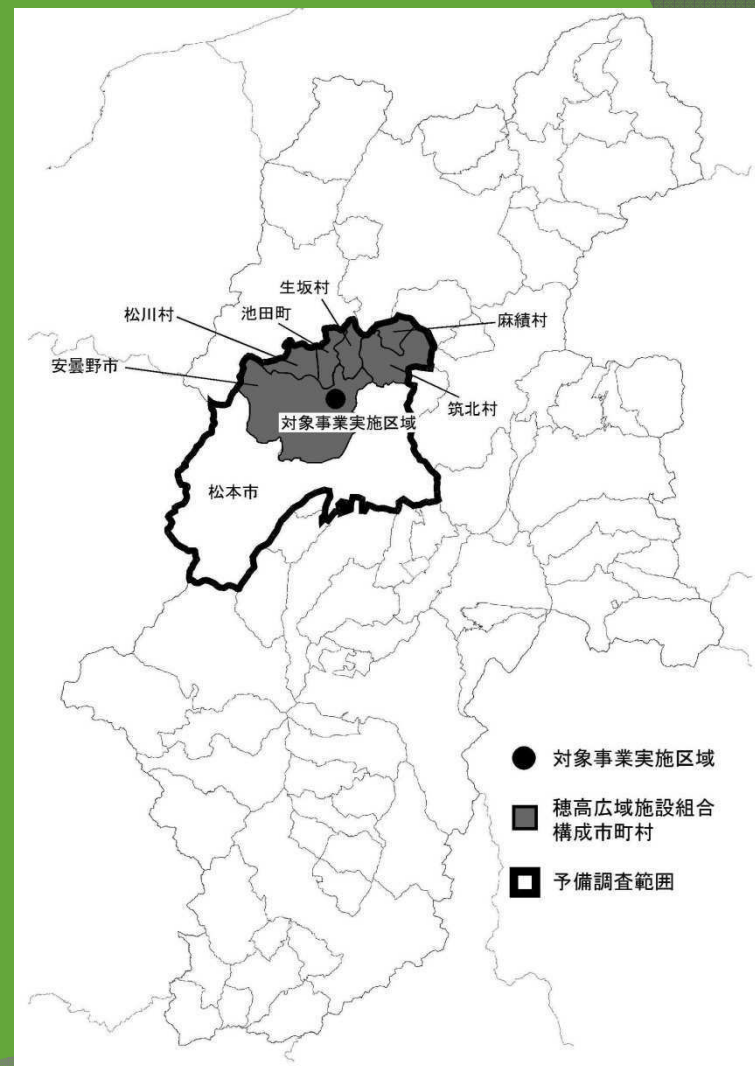 生坂村
池田町
松川村
麻績村
安曇野市
筑北村
対象事業実施区域
松本市
対象事業実施区域
穂高広域施設組合
構成市町村
予備調査範囲